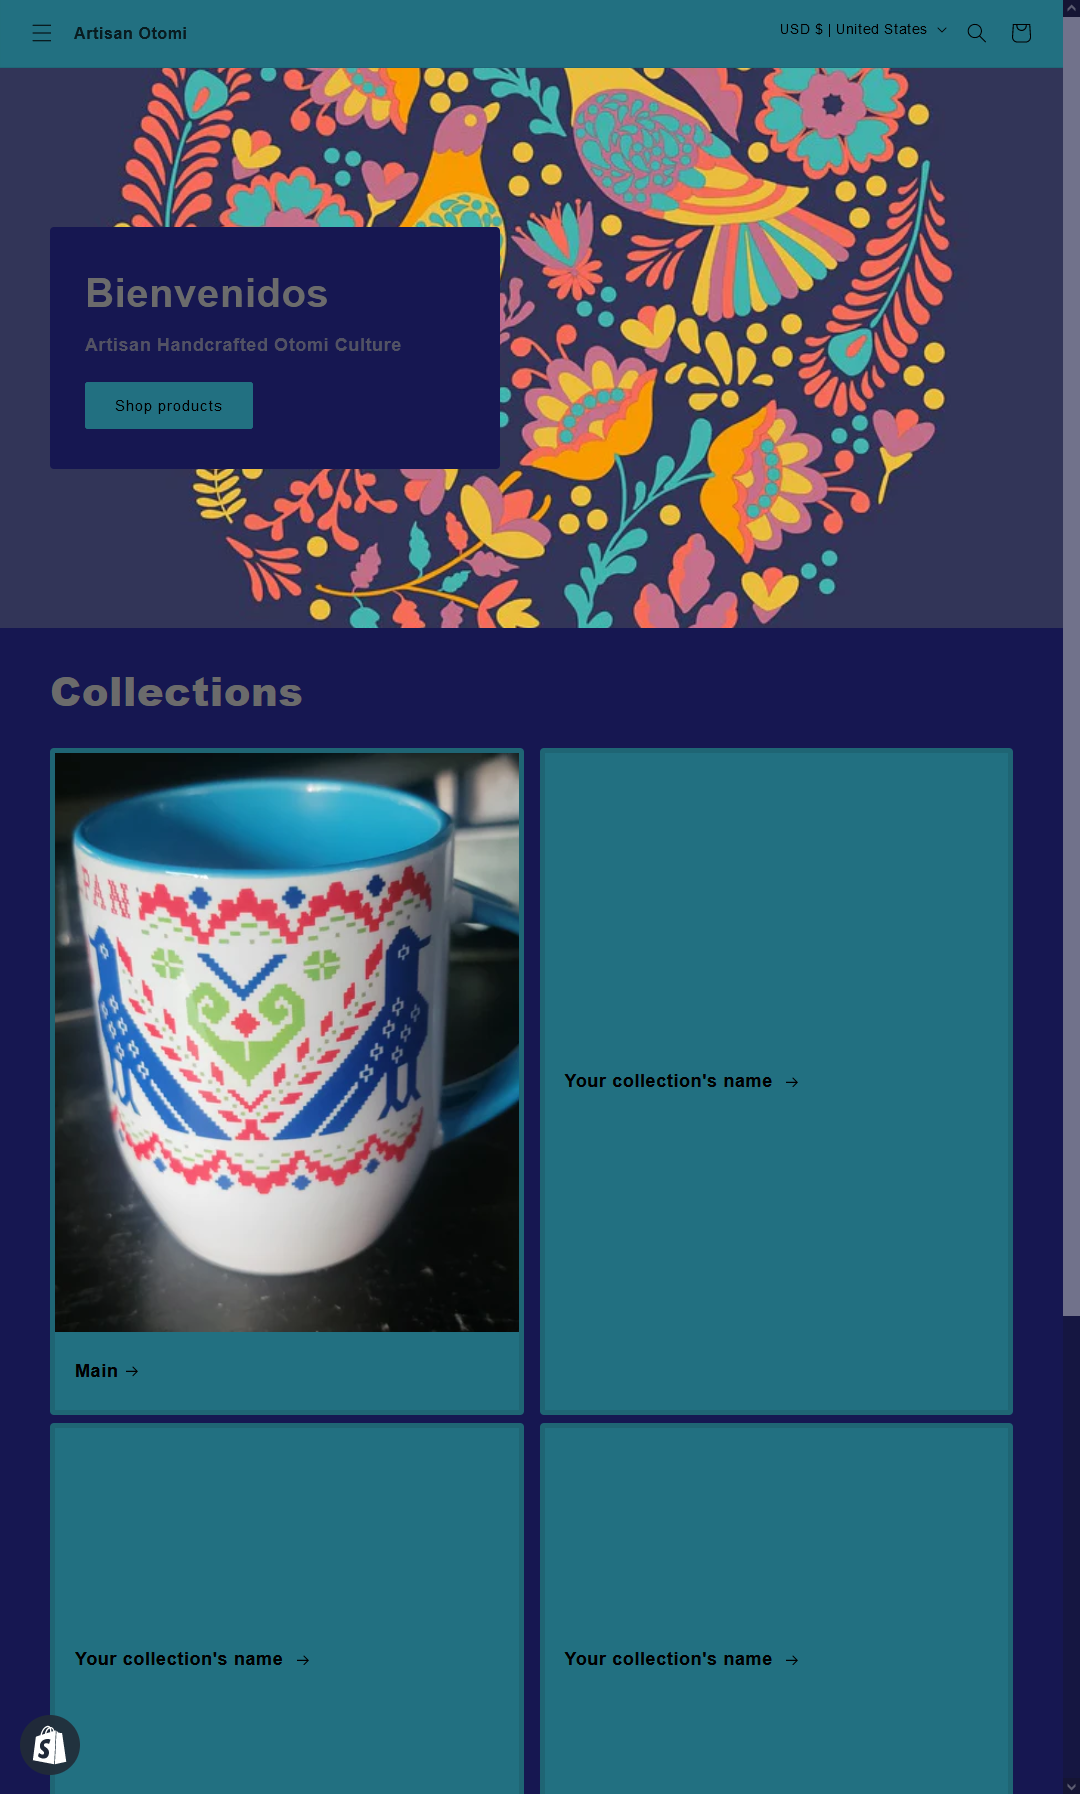 Artisan Otomi
USD $ | United States
Bienvenidos
Artisan Handcrafted Otomi Culture
Shop products
Collections
PAN
Main →
Your collection's name →
Your collection's name →
Your collection's name →
S